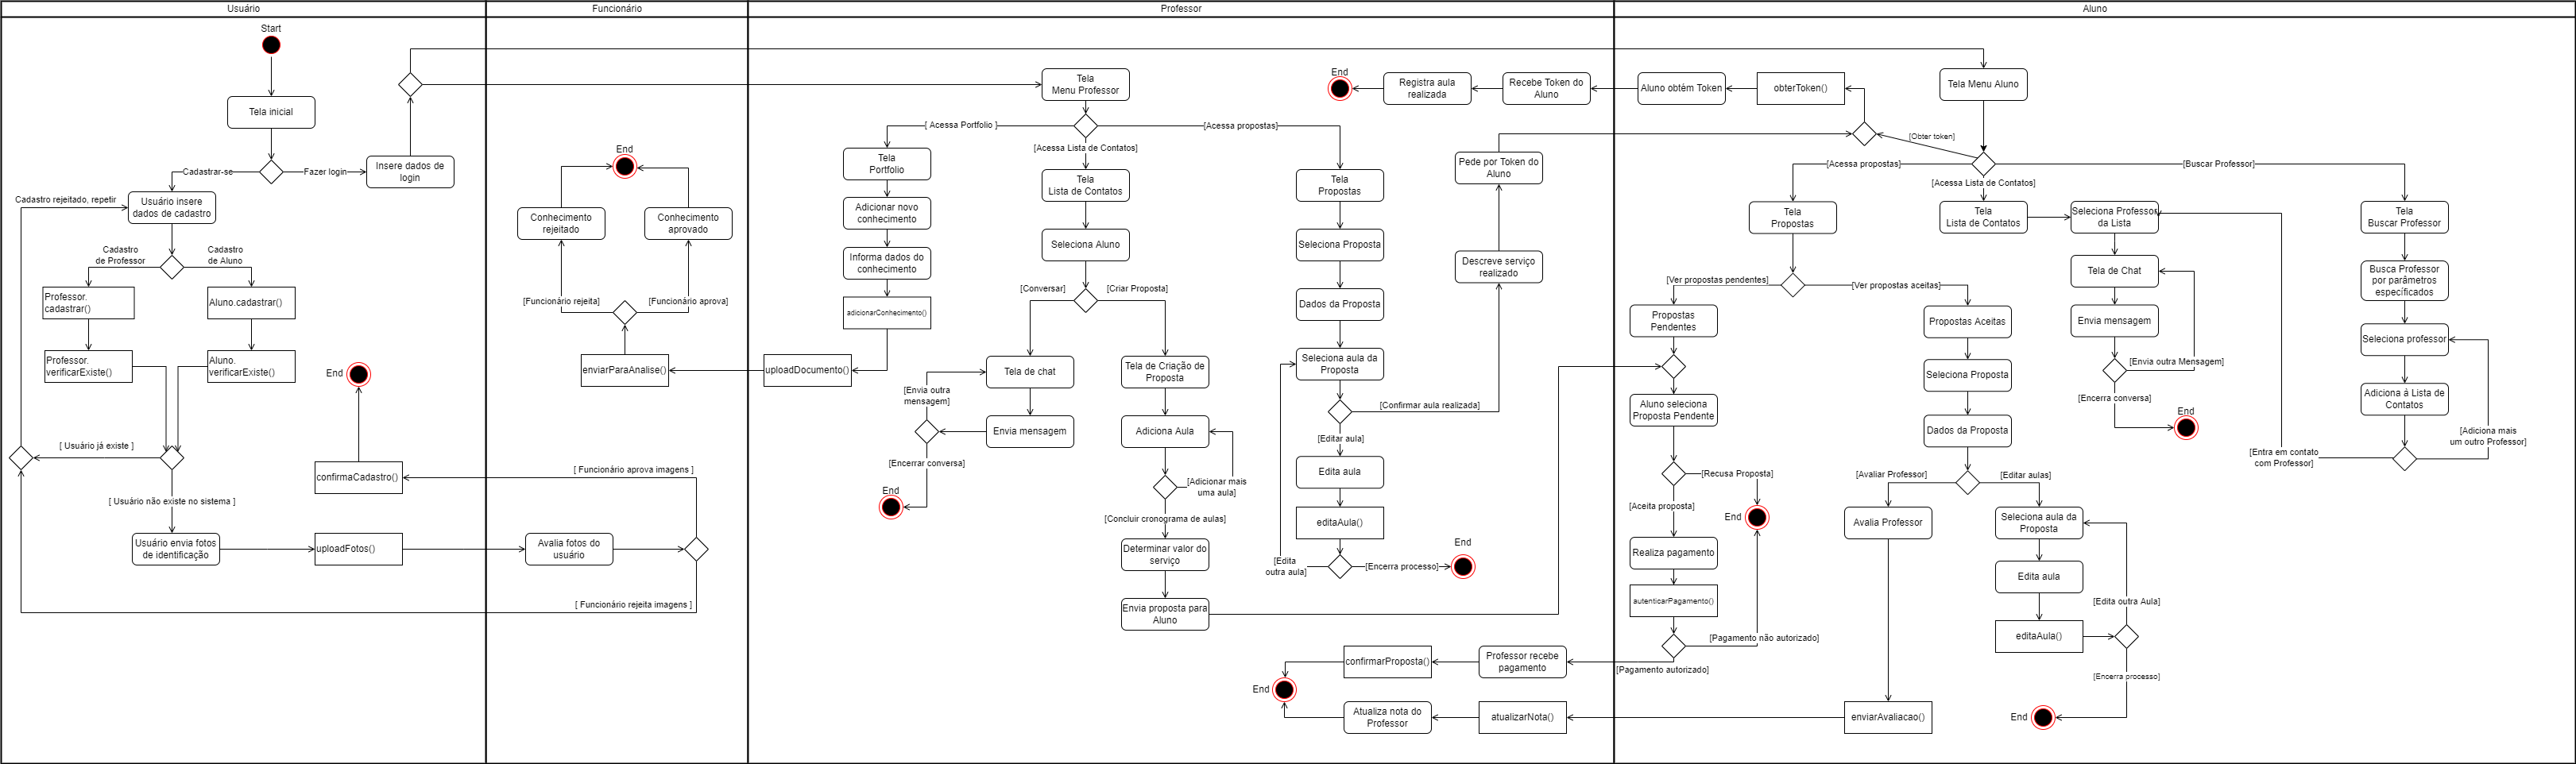 Usuário
Funcionário
Professor
Aluno
Start
Tela inicial
Cadastrar-se
Fazer login
Insere dados de
login
Cadastro rejeitado, repetir
Usuário insere
dados de cadastro
Cadastro
de Professor
Cadastro
de Aluno
Professor.
cadastrar()
Aluno.cadastrar()
Professor.
verificarExiste()
Aluno.
verificarExiste()
End
[ Usuário já existe ]
confirmaCadastro()
[ Usuário não existe no sistema ]
Usuário envia fotos
de identificação
uploadFotos()
End
Conhecimento
rejeitado
Conhecimento
aprovado
[Funcionário rejeita]
[Funcionário aprova]
enviarParaAnalise()
[ Funcionário aprova imagens ]
Avalia fotos do
usuário
[ Funcionário rejeita imagens ]
Tela
Menu Professor
[ Acessa Portfolio ]
[Acessa propostas]
[Acessa Lista de Contatos]
Tela
Portfolio
Adicionar novo
conhecimento
Informa dados do
conhecimento
adicionarConhecimento()
uploadDocumento()
Tela
Lista de Contatos
Seleciona Aluno
[Conversar]
[Criar Proposta]
Tela de chat
[Envia outra
mensagem]
Envia mensagem
[Encerrar conversa]
End
Tela de Criação de
Proposta
Adiciona Aula
[Adicionar mais
uma aula]
[Concluir cronograma de aulas]
Determinar valor do
serviço
Envia proposta para
Aluno
Tela
Propostas
Seleciona Proposta
Dados da Proposta
Seleciona aula da
Proposta
[Confirmar aula realizada]
[Editar aula]
Edita aula
editaAula()
[Edita
outra aula]
[Encerra processo]
End
Descreve serviço
realizado
Pede por Token do
Aluno
End
Registra aula
realizada
Recebe Token do
Aluno
Aluno obtém Token
obterToken()
[Obter token]
confirmarProposta()
Professor recebe
pagamento
End
Atualiza nota do
Professor
atualizarNota()
Tela Menu Aluno
[Acessa propostas]
[Buscar Professor]
[Acessa Lista de Contatos]
Tela
Propostas
[Ver propostas pendentes]
[Ver propostas aceitas]
Propostas
Pendentes
Aluno seleciona
Proposta Pendente
[Recusa Proposta]
[Aceita proposta]
End
Realiza pagamento
autenticarPagamento()
[Pagamento não autorizado]
[Pagamento autorizado]
Propostas Aceitas
Seleciona Proposta
Dados da Proposta
[Avaliar Professor]
[Editar aulas]
Avalia Professor
enviarAvaliacao()
Seleciona aula da
Proposta
Edita aula
editaAula()
[Edita outra Aula]
[Encerra processo]
End
Tela
Lista de Contatos
Seleciona Professor
da Lista
Tela de Chat
Envia mensagem
[Envia outra Mensagem]
[Encerra conversa]
End
Tela
Buscar Professor
Busca Professor
por parâmetros
específicados
Seleciona professor
Adiciona à Lista de
Contatos
[Adiciona mais
um outro Professor]
[Entra em contato
com Professor]